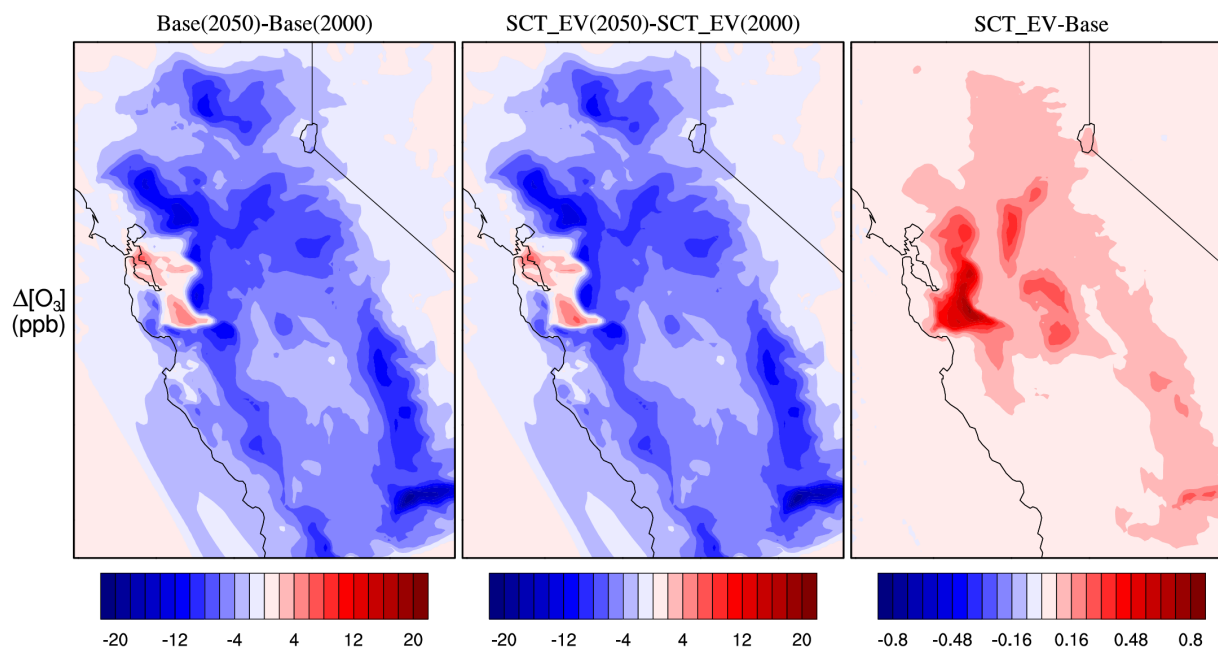 Base(2050)-Base(2000)
SCT_EV(2050)-SCT_EV(2000)
SCT_EV-Base
Δ[O₃]
(ppb)
-20 -12 -4 4 12 20
-20 -12 -4 4 12 20
-0.8 -0.48 -0.16 0.16 0.48 0.8